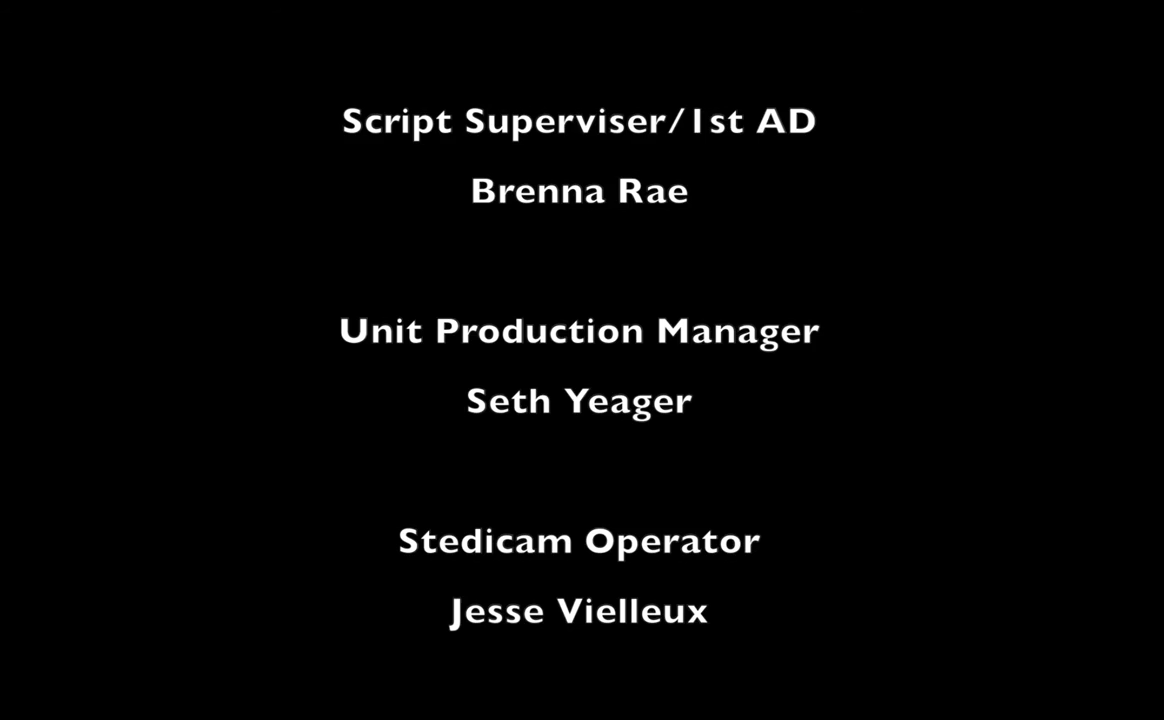 Script Superviser/1st AD
Brenna Rae
Unit Production Manager
Seth Yeager
Stedicam Operator
Jesse Vielleux